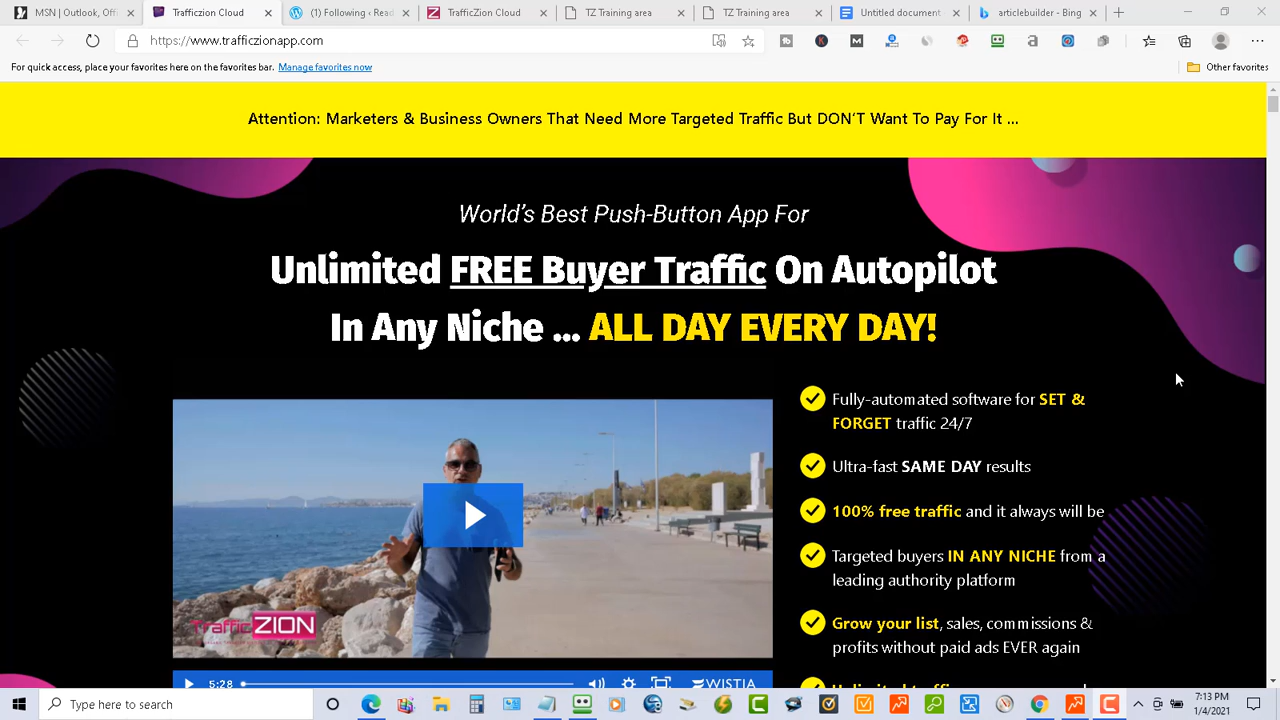 MSN | Outlook, Offi
Trafficzion Cloud
(1) Following ‹ Rea
TrafficZion Cloud
TZ Training area
TZ Training area
Untitled document
articlebuilder - Bing
https://www.trafficzionapp.com
For quick access, place your favorites here on the favorites bar. Manage favorites now
Other favorites
Attention: Marketers & Business Owners That Need More Targeted Traffic But DON'T Want To Pay For It ...
World's Best Push-Button App For
Unlimited FREE Buyer Traffic On Autopilot
In Any Niche ... ALL DAY EVERY DAY!
Fully-automated software for SET &
FORGET traffic 24/7
Ultra-fast SAME DAY results
100% free traffic and it always will be
Targeted buyers IN ANY NICHE from a
leading authority platform
Grow your list, sales, commissions &
profits without paid ads EVER again
TrafficZION
5:28
WISTIA
Type here to search
7:13 PM
1/4/2021